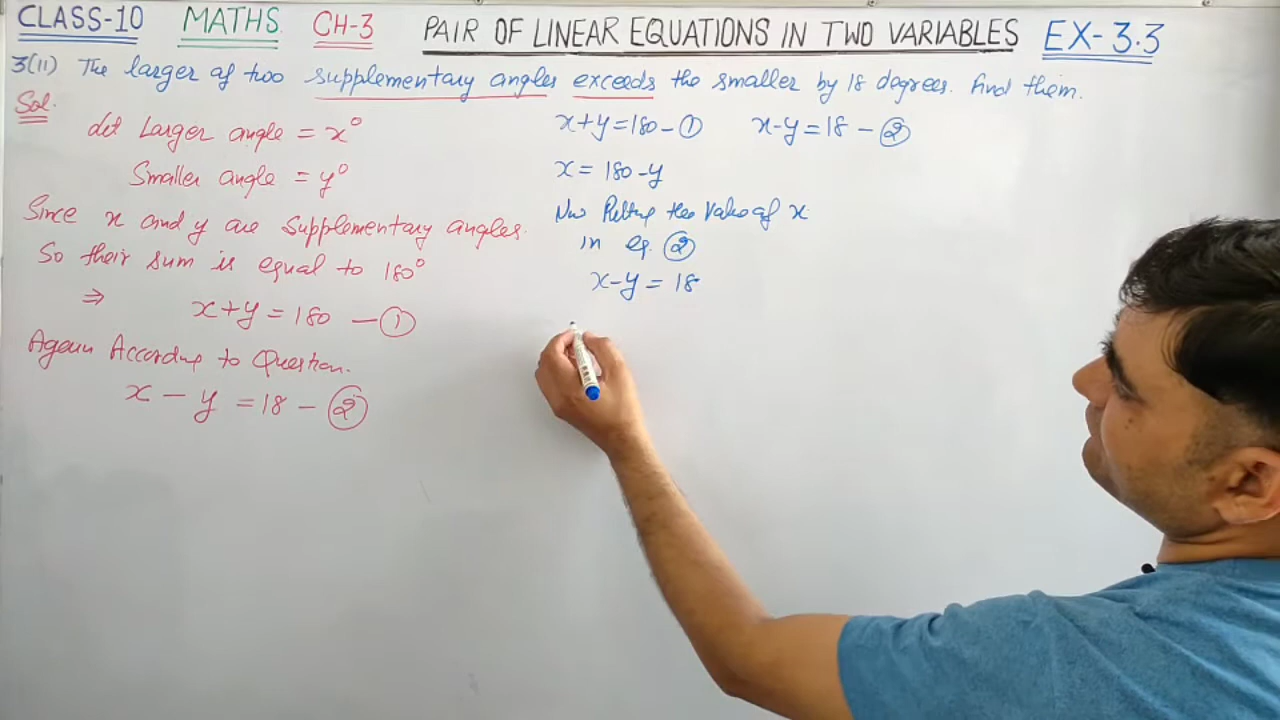 CLASS-10 MATHS. CH-3 PAIR OF LINEAR EQUATIONS IN TWO VARIABLES EX-3.3
3(11) The larger of two supplementary angles exceeds the smaller by 18 degrees. find them.
Sol.
Let Larger angle = x°
Smaller angle = y°
Since x and y are supplementary angles.
So their sum is equal to 180°
⇒ x+y = 180 — ①
Again According to Question.
x - y = 18 - ②
x+y = 180 - ① x-y = 18 - ②
x = 180-y
Now Putting the Value of x
in eq. ②
x-y = 18